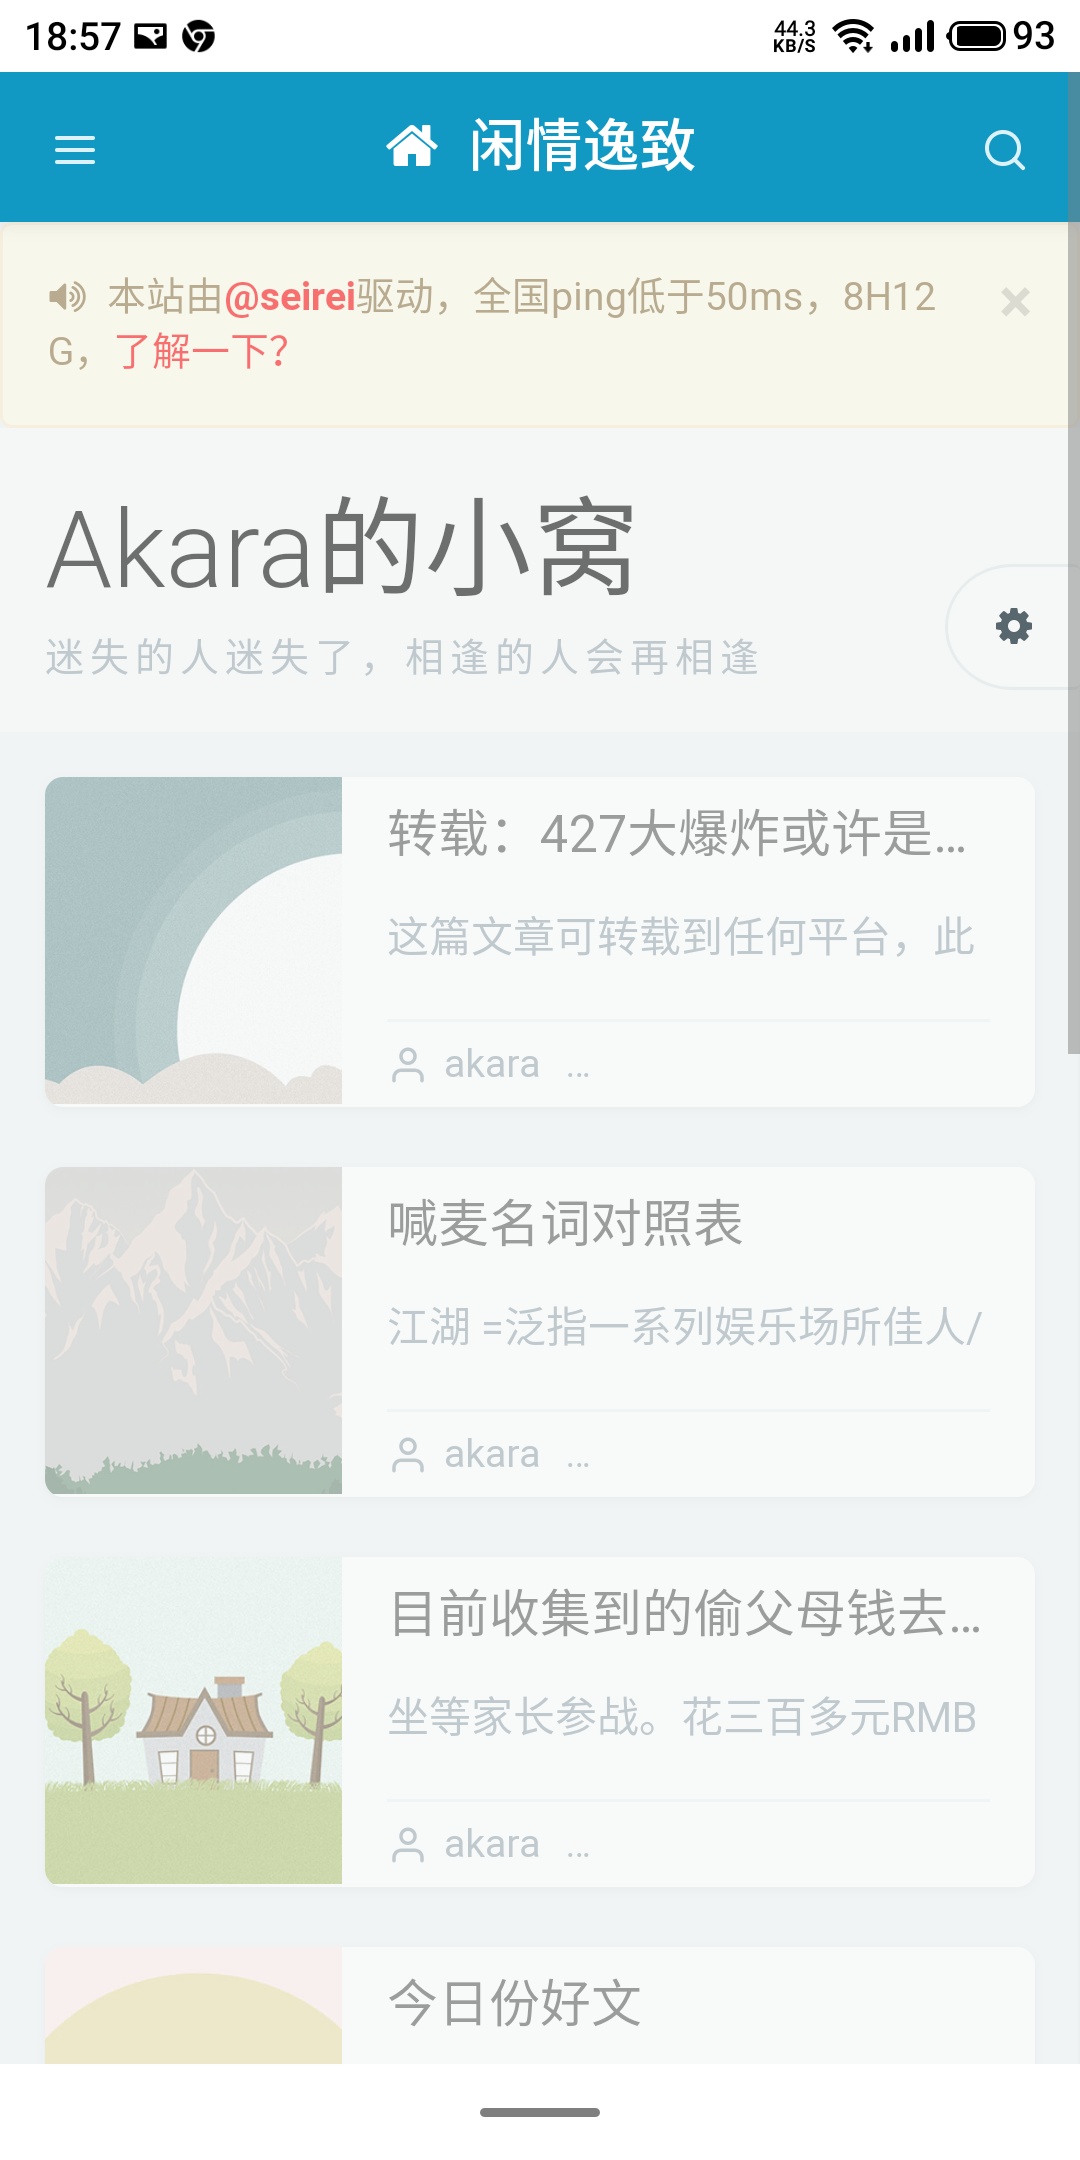 18:57
44.3
KB/S
93
闲情逸致
本站由@seirei驱动，全国ping低于50ms，8H12
G，了解一下？
Akara的小窝
迷失的人迷失了，相逢的人会再相逢
转载：427大爆炸或许是...
这篇文章可转载到任何平台，此
akara ...
喊麦名词对照表
江湖 =泛指一系列娱乐场所佳人/
akara ...
目前收集到的偷父母钱去...
坐等家长参战。花三百多元RMB
akara ...
今日份好文